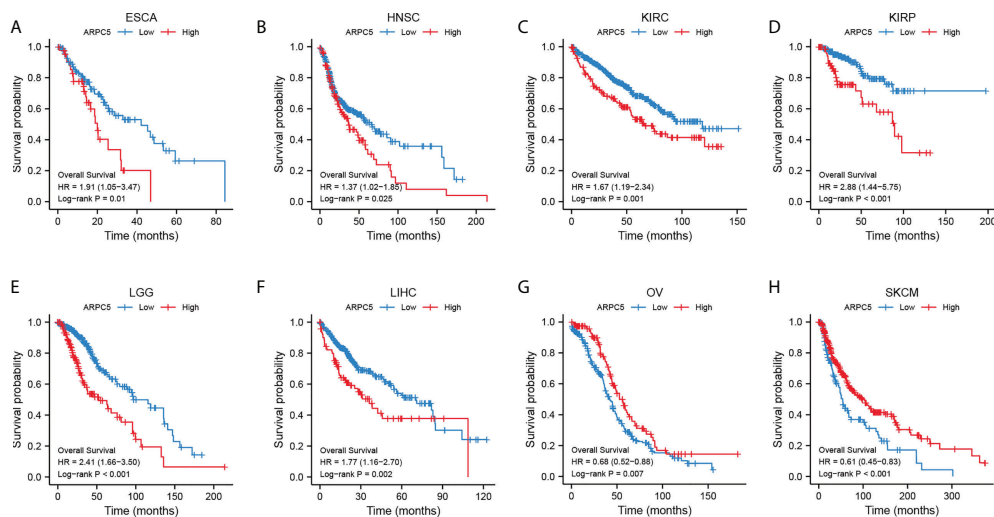 A
ESCA
ARPC5 Low High
Survival probability
1.0
0.8
0.6
0.4
0.2
0.0
Overall Survival
HR = 1.91 (1.05−3.47)
Log−rank P = 0.01
0 20 40 60 80
Time (months)
B
HNSC
ARPC5 Low High
Survival probability
1.0
0.8
0.6
0.4
0.2
0.0
Overall Survival
HR = 1.37 (1.02−1.85)
Log−rank P = 0.025
0 50 100 150 200
Time (months)
C
KIRC
ARPC5 Low High
Survival probability
1.0
0.8
0.6
0.4
0.2
0.0
Overall Survival
HR = 1.67 (1.19−2.34)
Log−rank P = 0.001
0 50 100 150
Time (months)
D
KIRP
ARPC5 Low High
Survival probability
1.0
0.8
0.6
0.4
0.2
0.0
Overall Survival
HR = 2.88 (1.44−5.75)
Log−rank P < 0.001
0 50 100 150 200
Time (months)
E
LGG
ARPC5 Low High
Survival probability
1.0
0.8
0.6
0.4
0.2
0.0
Overall Survival
HR = 2.41 (1.66−3.50)
Log−rank P < 0.001
0 50 100 150 200
Time (months)
F
LIHC
ARPC5 Low High
Survival probability
1.0
0.8
0.6
0.4
0.2
0.0
Overall Survival
HR = 1.77 (1.16−2.70)
Log−rank P = 0.002
0 30 60 90 120
Time (months)
G
OV
ARPC5 Low High
Survival probability
1.0
0.8
0.6
0.4
0.2
0.0
Overall Survival
HR = 0.68 (0.52−0.88)
Log−rank P = 0.007
0 50 100 150
Time (months)
H
SKCM
ARPC5 Low High
Survival probability
1.0
0.8
0.6
0.4
0.2
0.0
Overall Survival
HR = 0.61 (0.45−0.83)
Log−rank P < 0.001
0 100 200 300
Time (months)